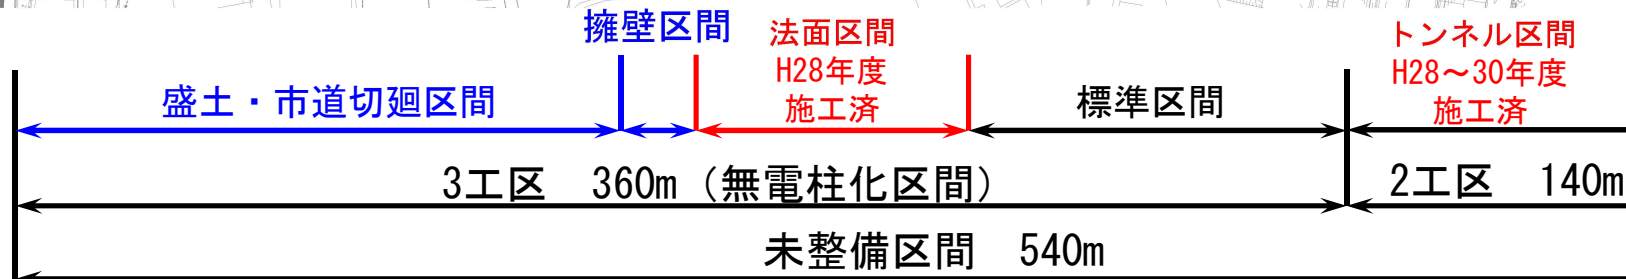 擁壁区間
法面区間
H28年度
施工済
トンネル区間
H28～30年度
施工済
盛土・市道切廻区間
標準区間
3工区　360m（無電柱化区間）
2工区　140m
未整備区間　540m